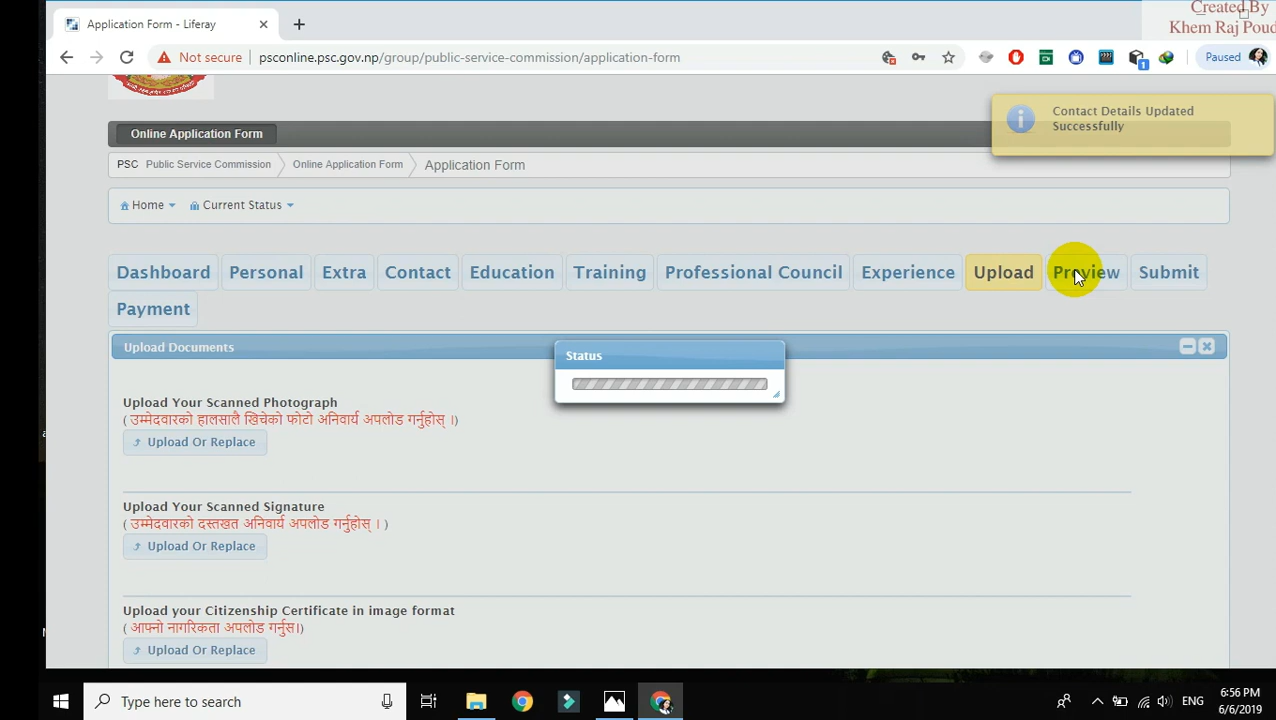 Application Form - Liferay
Created By
Khem Raj Poud
Not secure
psconline.psc.gov.np/group/public-service-commission/application-form
Paused
Contact Details Updated
Successfully
Online Application Form
PSC Public Service Commission Online Application Form Application Form
Home Current Status
Dashboard Personal Extra Contact Education Training Professional Council Experience Upload Preview Submit
Payment
Upload Documents
Status
Upload Your Scanned Photograph
( उम्मेदवारको हालसालै खिचेको फोटो अनिवार्य अपलोड गर्नुहोस् ।)
Upload Or Replace
Upload Your Scanned Signature
( उम्मेदवारको दस्तखत अनिवार्य अपलोड गर्नुहोस् । )
Upload Or Replace
Upload your Citizenship Certificate in image format
( आफ्नो नागरिकता अपलोड गर्नुस।)
Upload Or Replace
Type here to search
ENG
6:56 PM
6/6/2019